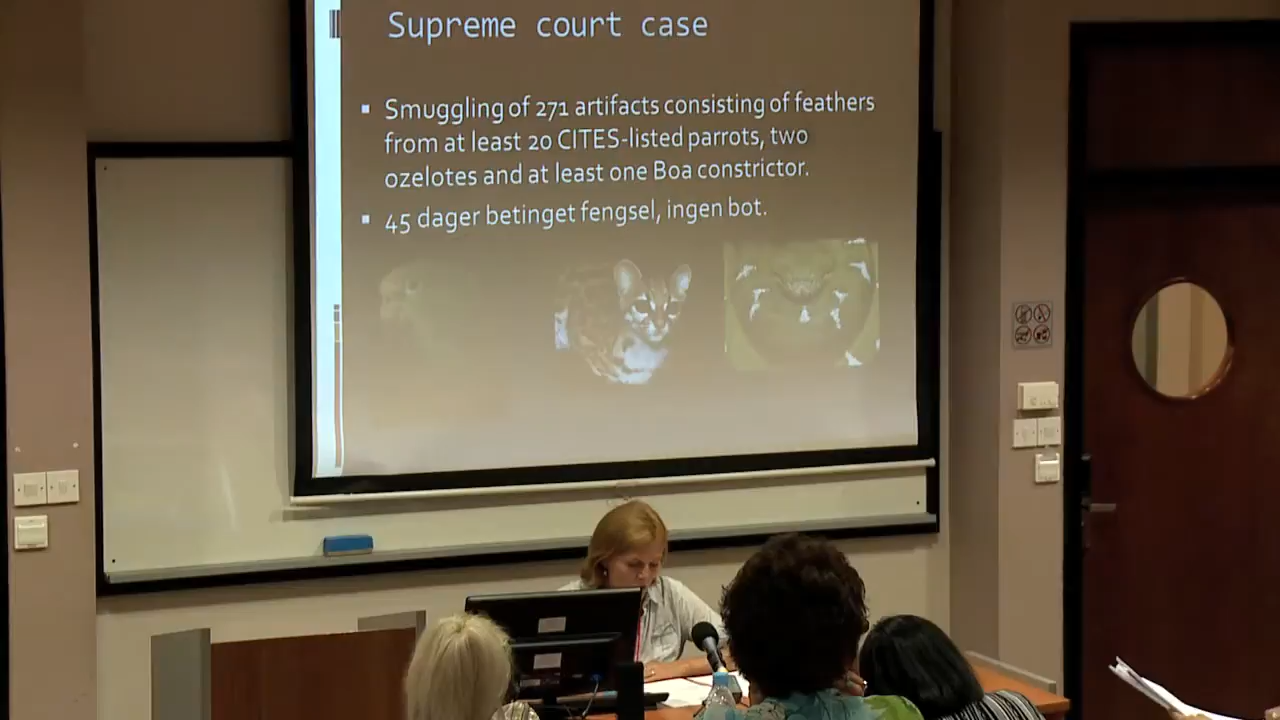 Supreme court case
▪ Smuggling of 271 artifacts consisting of feathers
from at least 20 CITES-listed parrots, two
ozelotes and at least one Boa constrictor.
▪ 45 dager betinget fengsel, ingen bot.